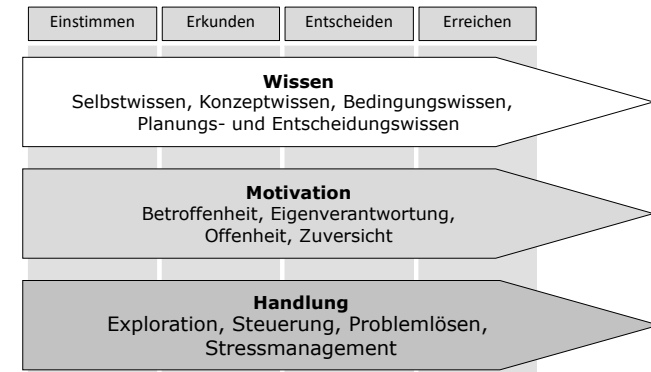 Einstimmen Erkunden Entscheiden Erreichen
Wissen
Selbstwissen, Konzeptwissen, Bedingungswissen,
Planungs- und Entscheidungswissen
Motivation
Betroffenheit, Eigenverantwortung,
Offenheit, Zuversicht
Handlung
Exploration, Steuerung, Problemlösen,
Stressmanagement